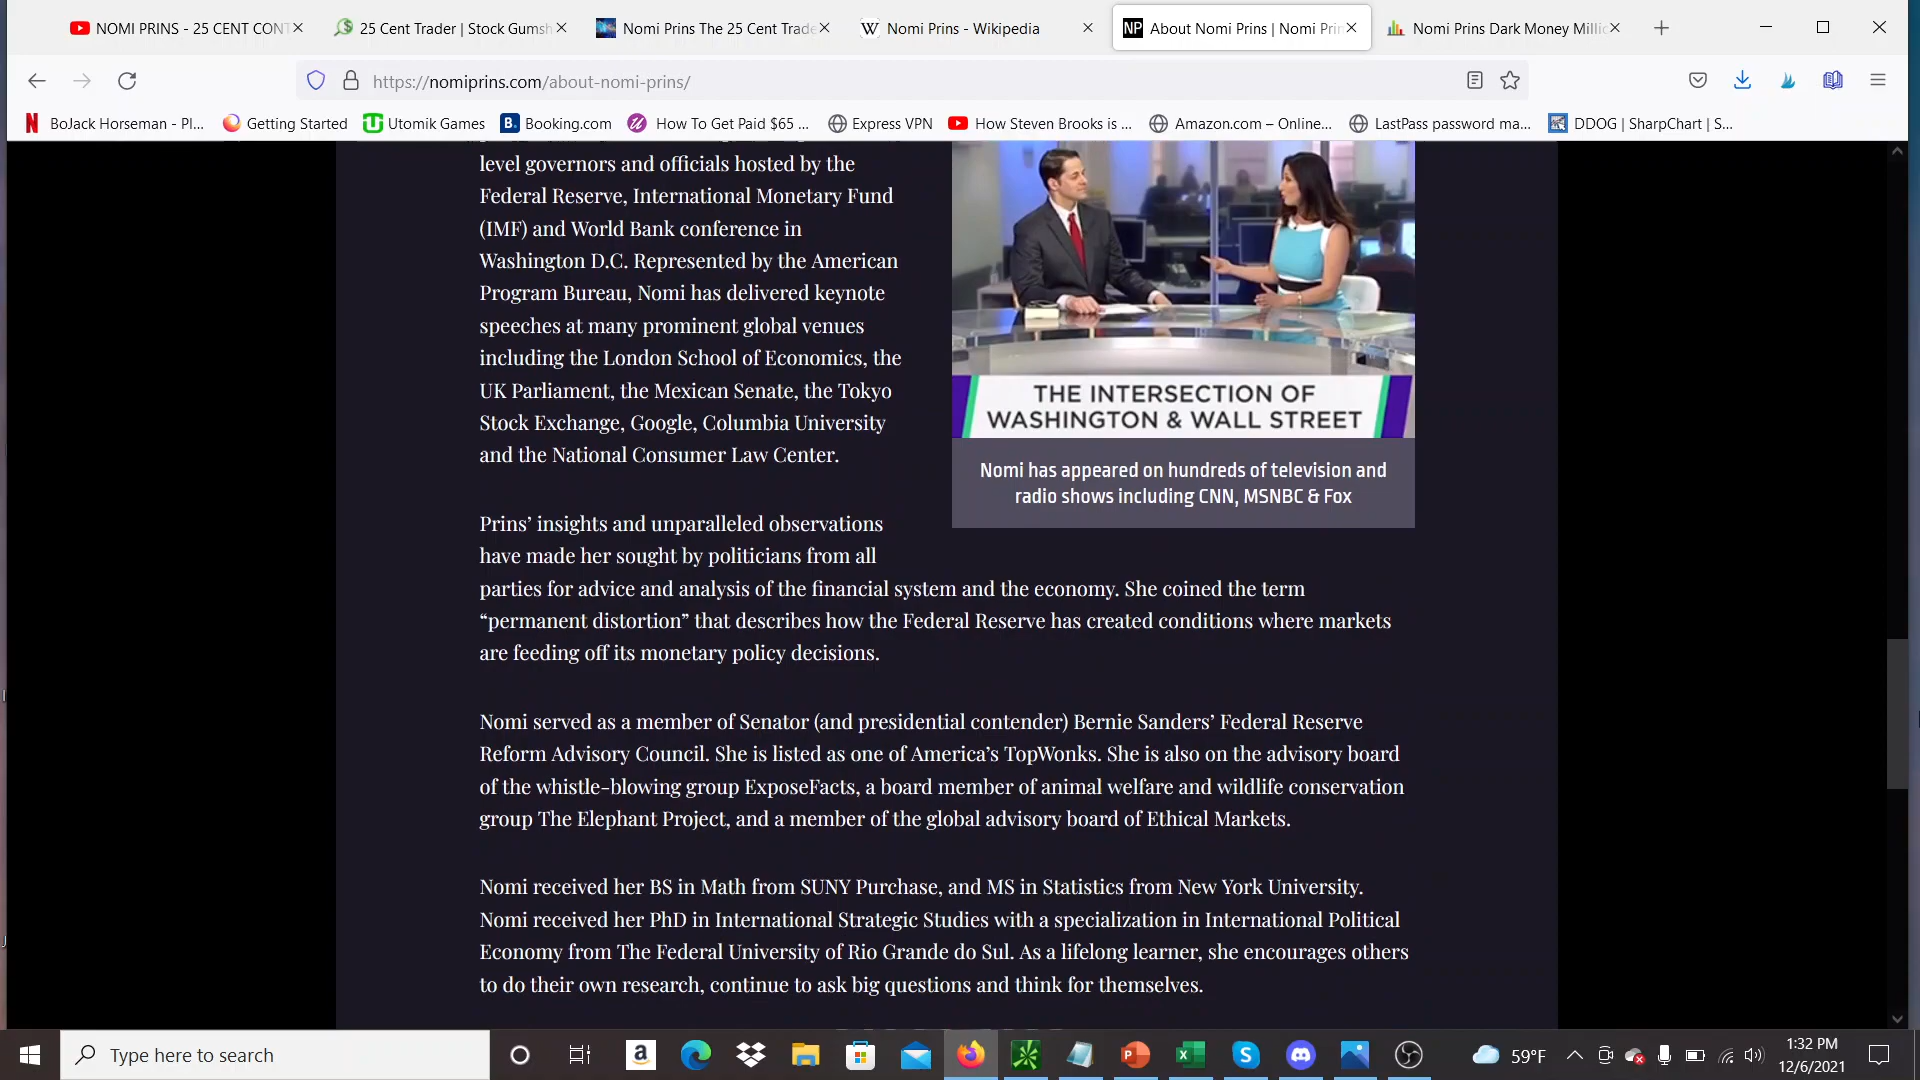 NOMI PRINS - 25 CENT CONT
25 Cent Trader | Stock Gumsh
Nomi Prins The 25 Cent Trade
Nomi Prins - Wikipedia
About Nomi Prins | Nomi Prin
Nomi Prins Dark Money Millio
https://nomiprins.com/about-nomi-prins/
BoJack Horseman - Pl...
Getting Started
Utomik Games
Booking.com
How To Get Paid $65 ...
Express VPN
How Steven Brooks is ...
Amazon.com – Online...
LastPass password ma...
DDOG | SharpChart | S...
level governors and officials hosted by the
Federal Reserve, International Monetary Fund
(IMF) and World Bank conference in
Washington D.C. Represented by the American
Program Bureau, Nomi has delivered keynote
speeches at many prominent global venues
including the London School of Economics, the
UK Parliament, the Mexican Senate, the Tokyo
Stock Exchange, Google, Columbia University
and the National Consumer Law Center.
THE INTERSECTION OF
WASHINGTON & WALL STREET
Nomi has appeared on hundreds of television and
radio shows including CNN, MSNBC & Fox
Prins’ insights and unparalleled observations
have made her sought by politicians from all
parties for advice and analysis of the financial system and the economy. She coined the term
“permanent distortion” that describes how the Federal Reserve has created conditions where markets
are feeding off its monetary policy decisions.
Nomi served as a member of Senator (and presidential contender) Bernie Sanders’ Federal Reserve
Reform Advisory Council. She is listed as one of America’s TopWonks. She is also on the advisory board
of the whistle-blowing group ExposeFacts, a board member of animal welfare and wildlife conservation
group The Elephant Project, and a member of the global advisory board of Ethical Markets.
Nomi received her BS in Math from SUNY Purchase, and MS in Statistics from New York University.
Nomi received her PhD in International Strategic Studies with a specialization in International Political
Economy from The Federal University of Rio Grande do Sul. As a lifelong learner, she encourages others
to do their own research, continue to ask big questions and think for themselves.
Type here to search
59°F
1:32 PM
12/6/2021